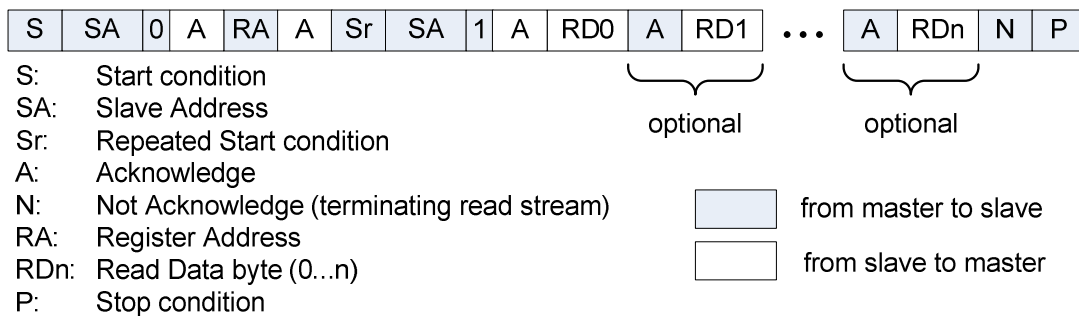 S SA 0 A RA A Sr SA 1 A RD0 A RD1 ... A RDn N P
S: Start condition
SA: Slave Address
optional optional
Sr: Repeated Start condition
A: Acknowledge
N: Not Acknowledge (terminating read stream)
from master to slave
RA: Register Address
RDn: Read Data byte (0...n)
from slave to master
P: Stop condition